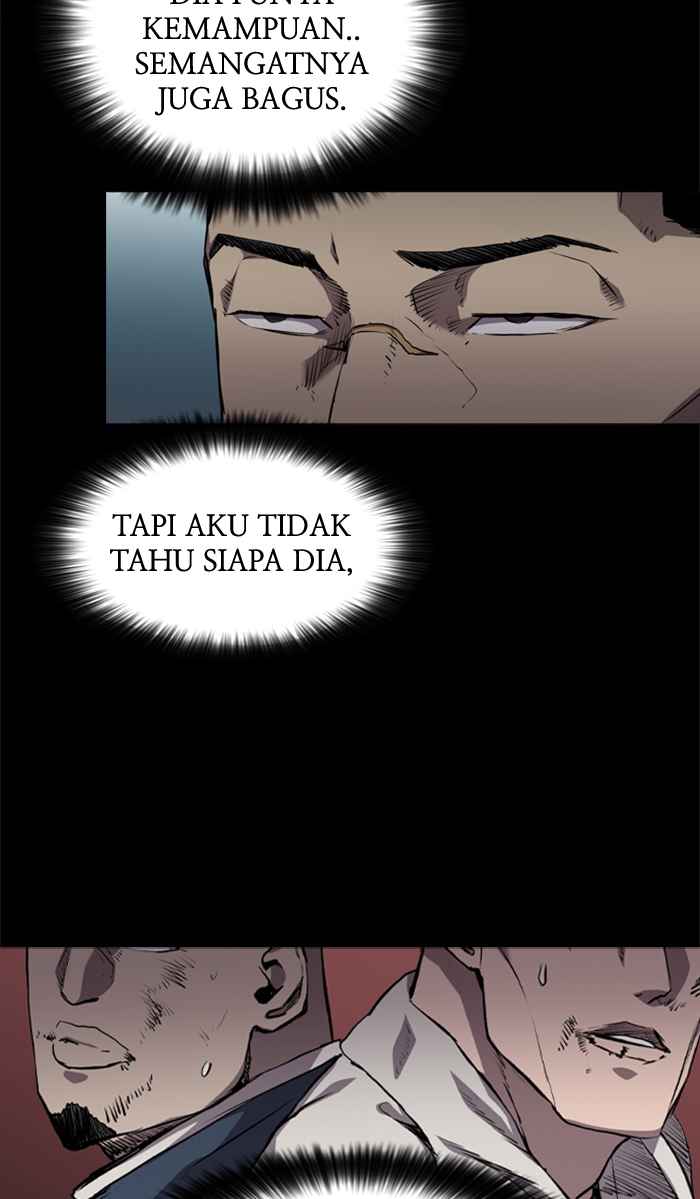 KEMAMPUAN..
SEMANGATNYA
JUGA BAGUS.
TAPI AKU TIDAK
TAHU SIAPA DIA,